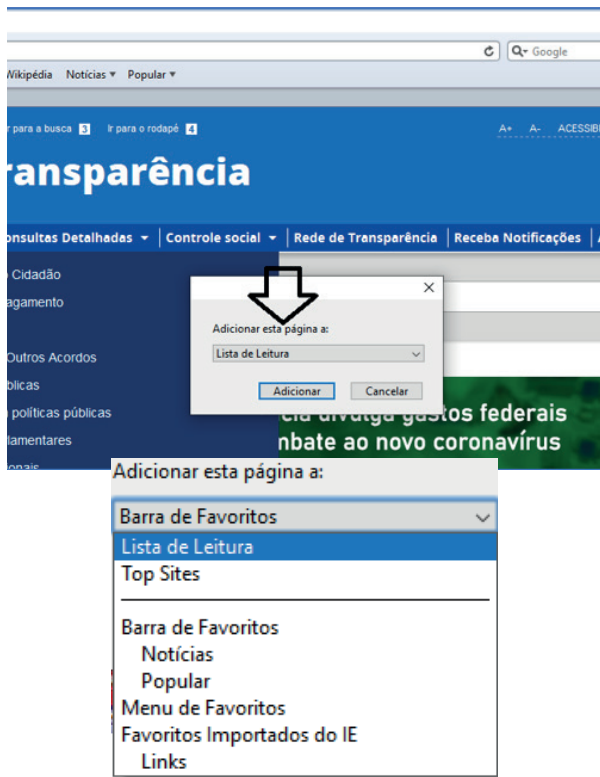 Google
Wikipédia Notícias Popular
r para a busca 3 Ir para o rodapé 4 A+ A-
ransparência
onsultas Detalhadas Controle social Rede de Transparência Receba Notificações
o Cidadão
agamento
Adicionar esta página a:
Lista de Leitura
Outros Acordos
blicas
Adicionar Cancelar
políticas públicas
cia divulga gastos federais
lamentares
mbate ao novo coronavírus
onais
Adicionar esta página a:
Barra de Favoritos
Lista de Leitura
Top Sites
Barra de Favoritos
Notícias
Popular
Menu de Favoritos
Favoritos Importados do IE
Links